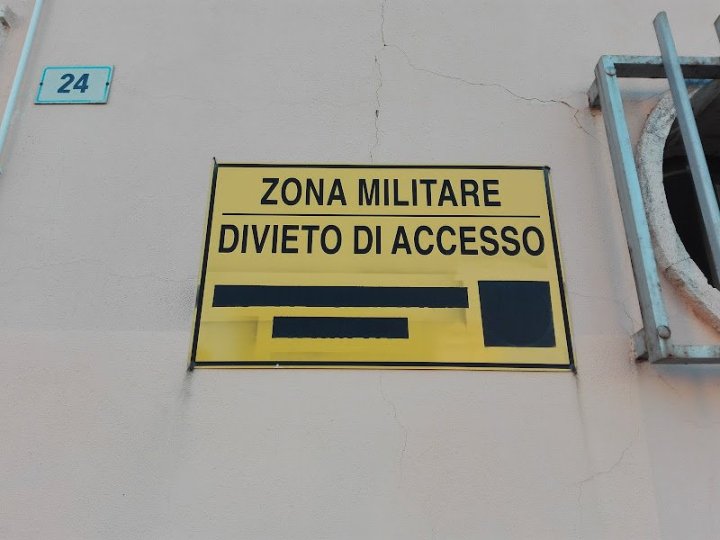 24
ZONA MILITARE
DIVIETO DI ACCESSO